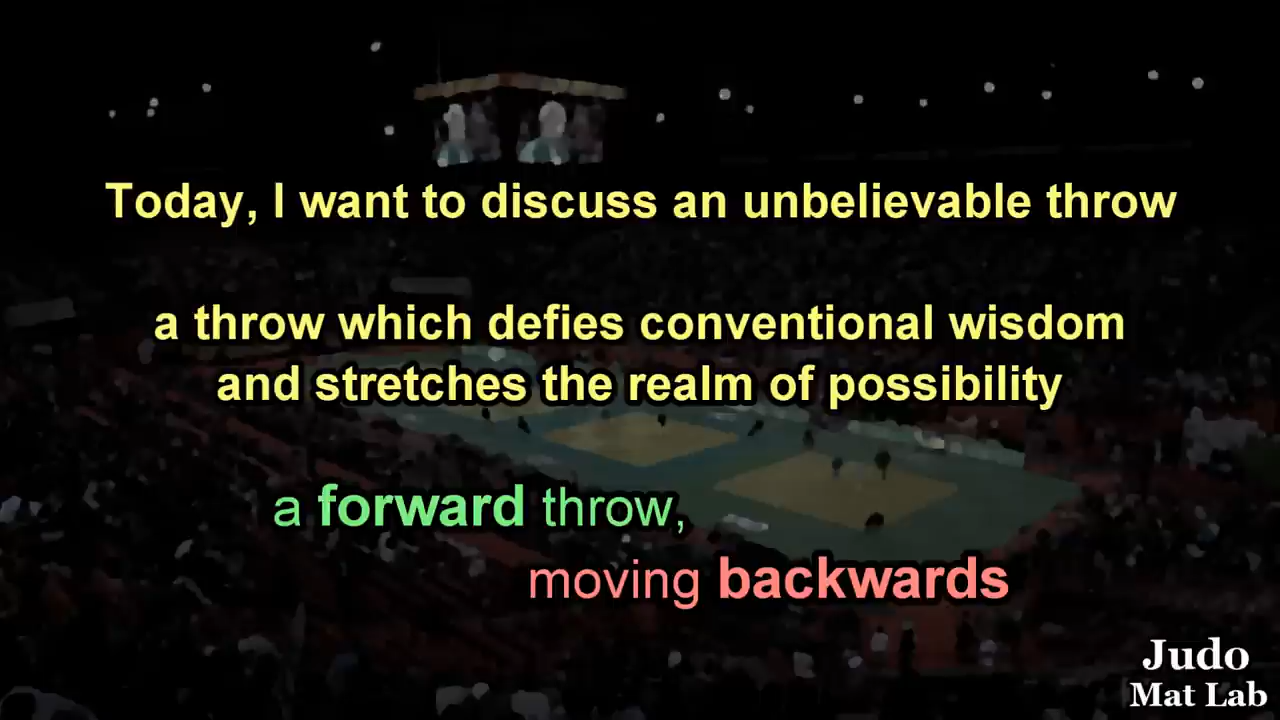 Today, I want to discuss an unbelievable throw
a throw which defies conventional wisdom
and stretches the realm of possibility
a forward throw,
moving backwards
Judo
Mat Lab